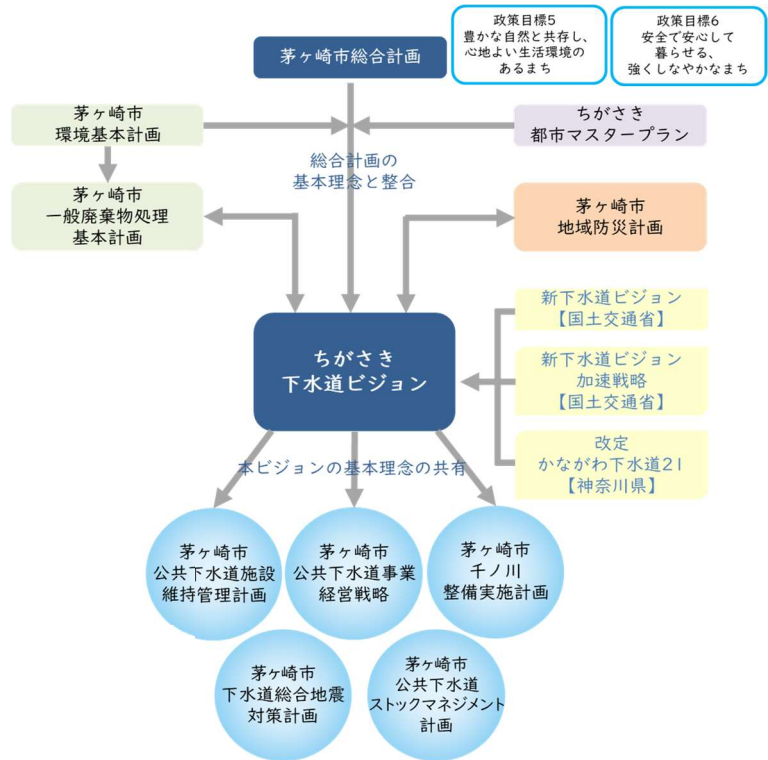 茅ヶ崎市総合計画
政策目標5
豊かな自然と共存し、
心地よい生活環境の
あるまち
政策目標6
安全で安心して
暮らせる、
強くしなやかなまち
茅ヶ崎市
環境基本計画
ちがさき
都市マスタープラン
総合計画の
基本理念と整合
茅ヶ崎市
一般廃棄物処理
基本計画
茅ヶ崎市
地域防災計画
ちがさき
下水道ビジョン
新下水道ビジョン
【国土交通省】
新下水道ビジョン
加速戦略
【国土交通省】
改定
かながわ下水道21
【神奈川県】
本ビジョンの基本理念の共有
茅ヶ崎市
公共下水道施設
維持管理計画
茅ヶ崎市
公共下水道事業
経営戦略
茅ヶ崎市
千ノ川
整備実施計画
茅ヶ崎市
下水道総合地震
対策計画
茅ヶ崎市
公共下水道
ストックマネジメント
計画